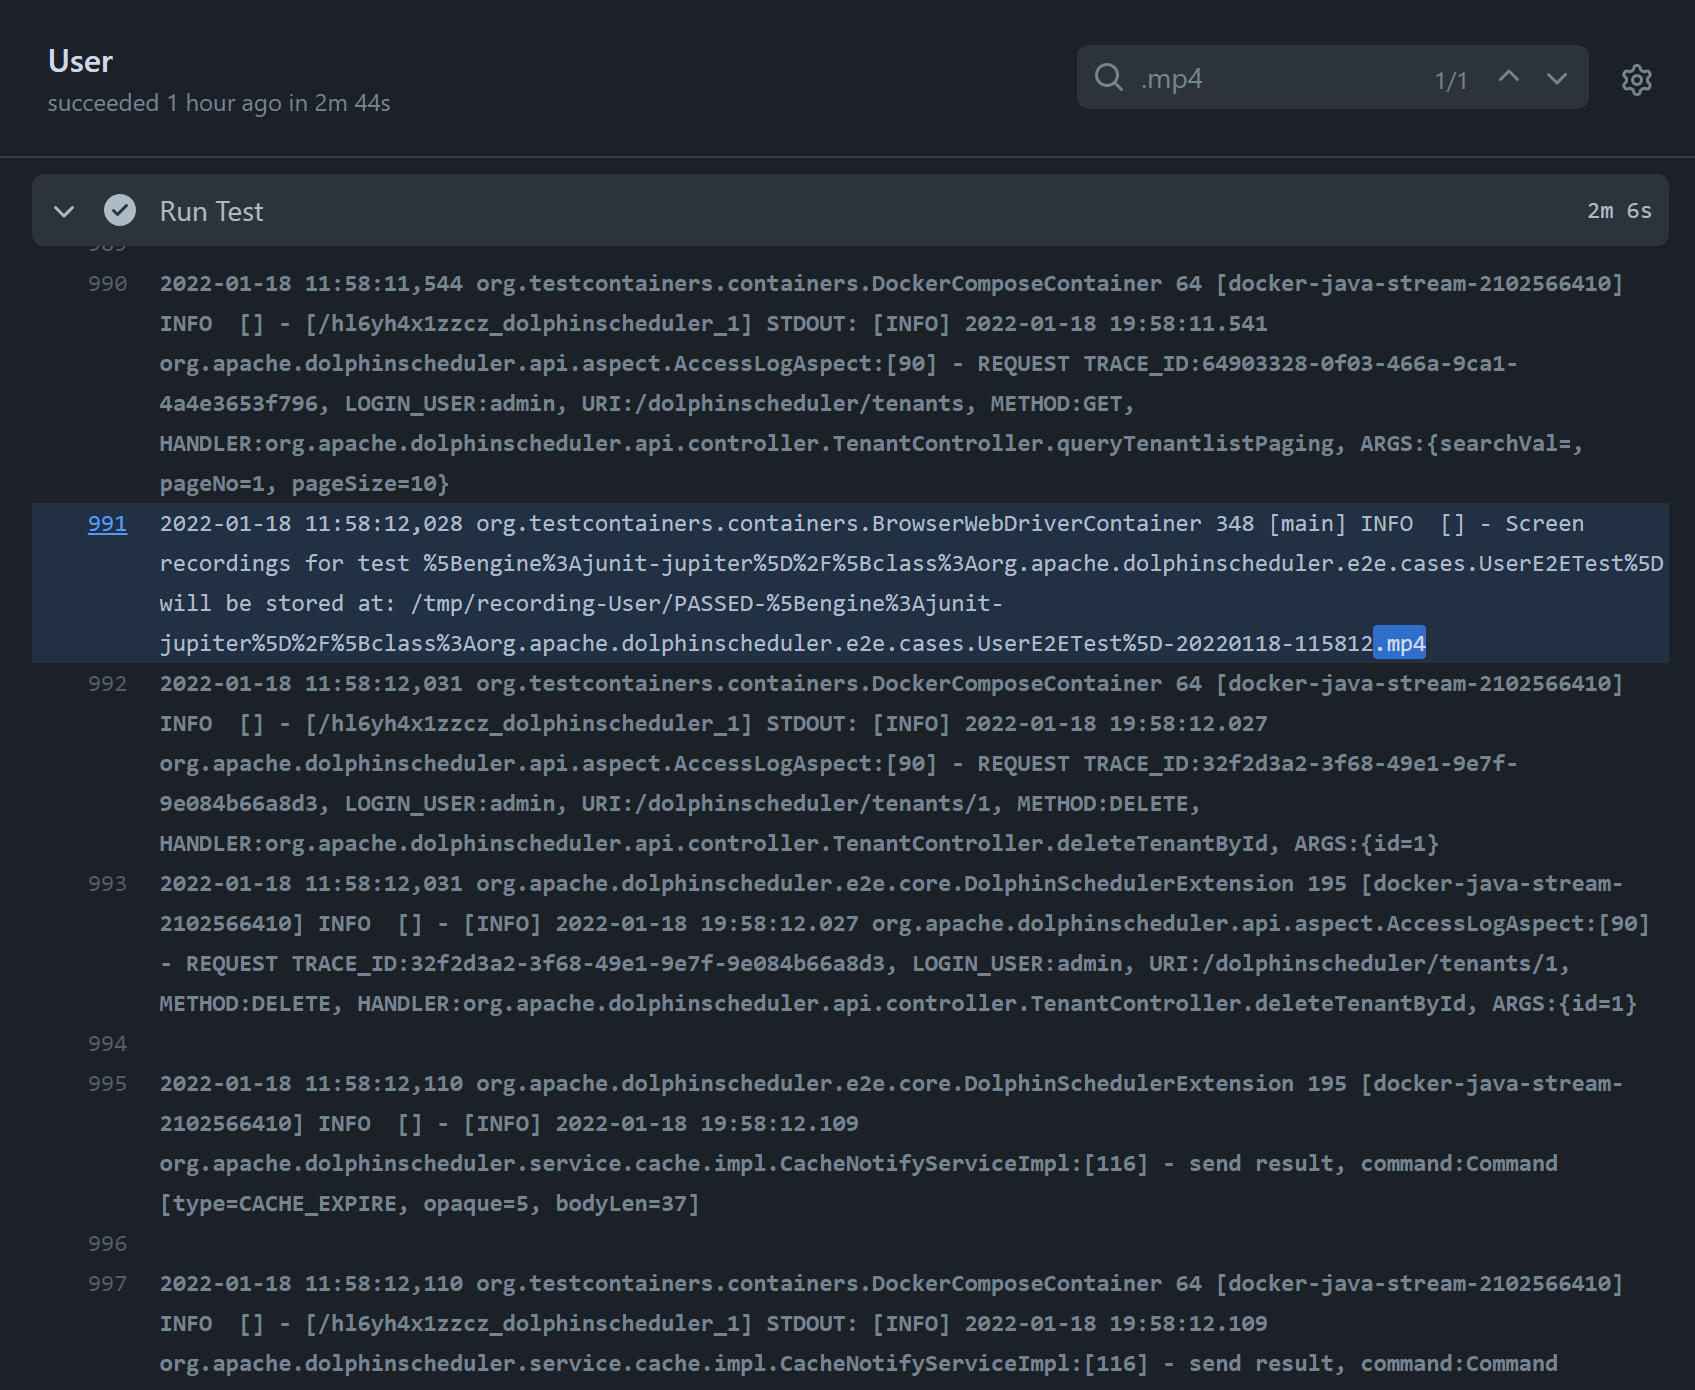 User
succeeded 1 hour ago in 2m 44s
.mp4
1/1
Run Test
2m 6s
989
990 2022-01-18 11:58:11,544 org.testcontainers.containers.DockerComposeContainer 64 [docker-java-stream-2102566410]
INFO  [] - [/hl6yh4x1zzcz_dolphinscheduler_1] STDOUT: [INFO] 2022-01-18 19:58:11.541
org.apache.dolphinscheduler.api.aspect.AccessLogAspect:[90] - REQUEST TRACE_ID:64903328-0f03-466a-9ca1-
4a4e3653f796, LOGIN_USER:admin, URI:/dolphinscheduler/tenants, METHOD:GET,
HANDLER:org.apache.dolphinscheduler.api.controller.TenantController.queryTenantlistPaging, ARGS:{searchVal=,
pageNo=1, pageSize=10}
991 2022-01-18 11:58:12,028 org.testcontainers.containers.BrowserWebDriverContainer 348 [main] INFO  [] - Screen
recordings for test %5Bengine%3Ajunit-jupiter%5D%2F%5Bclass%3Aorg.apache.dolphinscheduler.e2e.cases.UserE2ETest%5D
will be stored at: /tmp/recording-User/PASSED-%5Bengine%3Ajunit-
jupiter%5D%2F%5Bclass%3Aorg.apache.dolphinscheduler.e2e.cases.UserE2ETest%5D-20220118-115812.mp4
992 2022-01-18 11:58:12,031 org.testcontainers.containers.DockerComposeContainer 64 [docker-java-stream-2102566410]
INFO  [] - [/hl6yh4x1zzcz_dolphinscheduler_1] STDOUT: [INFO] 2022-01-18 19:58:12.027
org.apache.dolphinscheduler.api.aspect.AccessLogAspect:[90] - REQUEST TRACE_ID:32f2d3a2-3f68-49e1-9e7f-
9e084b66a8d3, LOGIN_USER:admin, URI:/dolphinscheduler/tenants/1, METHOD:DELETE,
HANDLER:org.apache.dolphinscheduler.api.controller.TenantController.deleteTenantById, ARGS:{id=1}
993 2022-01-18 11:58:12,031 org.apache.dolphinscheduler.e2e.core.DolphinSchedulerExtension 195 [docker-java-stream-
2102566410] INFO  [] - [INFO] 2022-01-18 19:58:12.027 org.apache.dolphinscheduler.api.aspect.AccessLogAspect:[90]
- REQUEST TRACE_ID:32f2d3a2-3f68-49e1-9e7f-9e084b66a8d3, LOGIN_USER:admin, URI:/dolphinscheduler/tenants/1,
METHOD:DELETE, HANDLER:org.apache.dolphinscheduler.api.controller.TenantController.deleteTenantById, ARGS:{id=1}
994
995 2022-01-18 11:58:12,110 org.apache.dolphinscheduler.e2e.core.DolphinSchedulerExtension 195 [docker-java-stream-
2102566410] INFO  [] - [INFO] 2022-01-18 19:58:12.109
org.apache.dolphinscheduler.service.cache.impl.CacheNotifyServiceImpl:[116] - send result, command:Command
[type=CACHE_EXPIRE, opaque=5, bodyLen=37]
996
997 2022-01-18 11:58:12,110 org.testcontainers.containers.DockerComposeContainer 64 [docker-java-stream-2102566410]
INFO  [] - [/hl6yh4x1zzcz_dolphinscheduler_1] STDOUT: [INFO] 2022-01-18 19:58:12.109
org.apache.dolphinscheduler.service.cache.impl.CacheNotifyServiceImpl:[116] - send result, command:Command